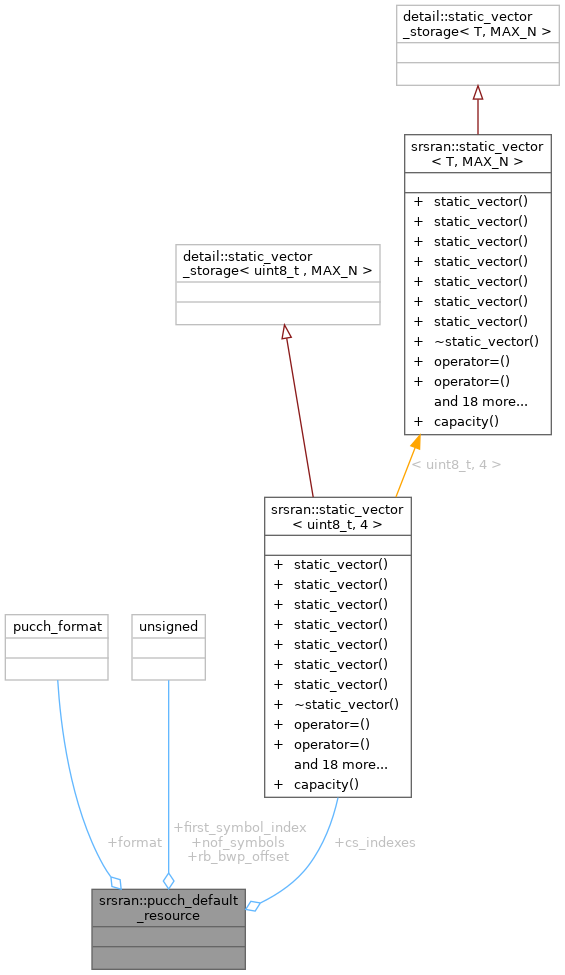 detail::static_vector
_storage< T, MAX_N >
srsran::static_vector
< T, MAX_N >
+ static_vector()
+ static_vector()
+ static_vector()
+ static_vector()
+ static_vector()
+ static_vector()
+ static_vector()
+ ~static_vector()
+ operator=()
+ operator=()
and 18 more...
+ capacity()
detail::static_vector
_storage< uint8_t , MAX_N >
< uint8_t, 4 >
srsran::static_vector
< uint8_t, 4 >
+ static_vector()
+ static_vector()
+ static_vector()
+ static_vector()
+ static_vector()
+ static_vector()
+ static_vector()
+ ~static_vector()
+ operator=()
+ operator=()
and 18 more...
+ capacity()
pucch_format
unsigned
+format
+first_symbol_index
+nof_symbols
+rb_bwp_offset
+cs_indexes
srsran::pucch_default
_resource